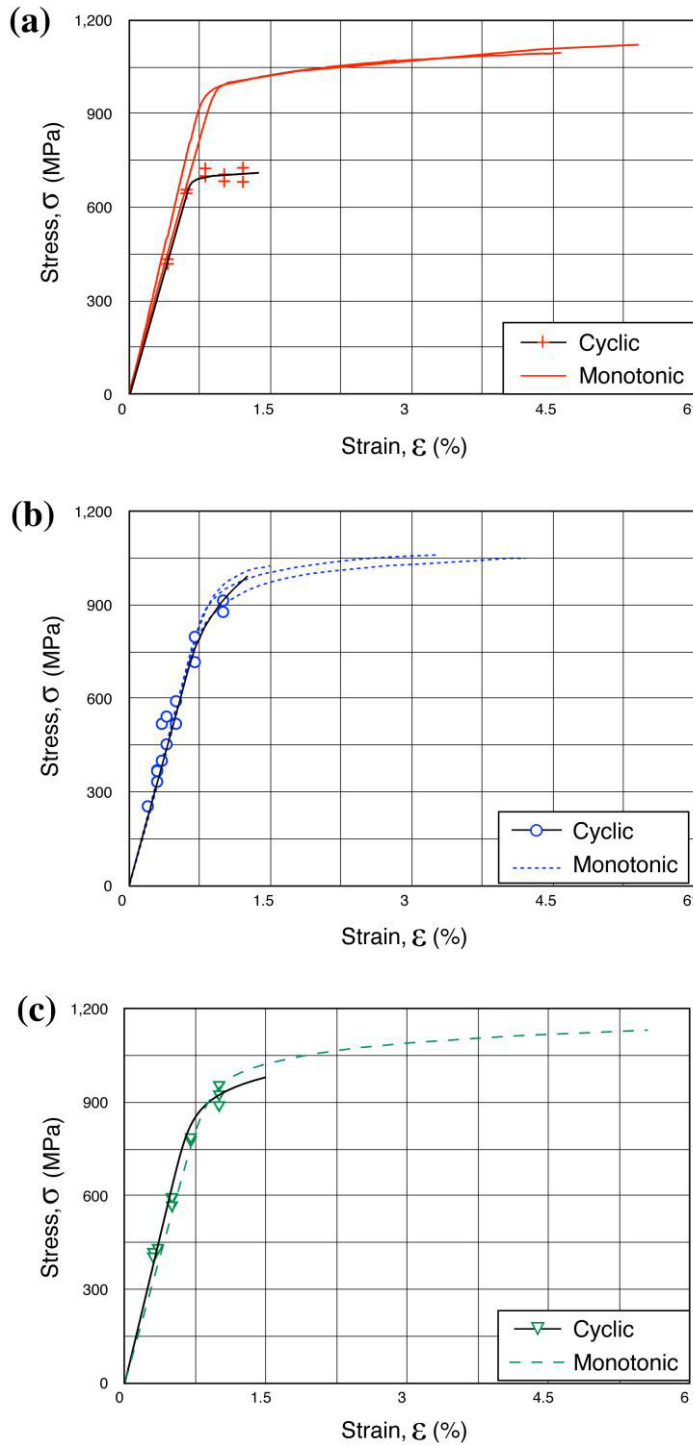 (a)
1,200
900
600
300
0
Stress, σ (MPa)
0 1.5 3 4.5 6
Strain, ε (%)
Cyclic
Monotonic
(b)
1,200
900
600
300
0
Stress, σ (MPa)
0 1.5 3 4.5 6
Strain, ε (%)
Cyclic
Monotonic
(c)
1,200
900
600
300
0
Stress, σ (MPa)
0 1.5 3 4.5 6
Strain, ε (%)
Cyclic
Monotonic